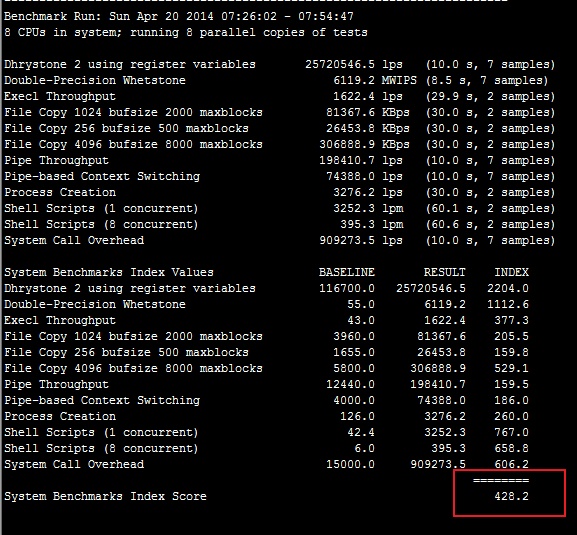 Benchmark Run: Sun Apr 20 2014 07:26:02 - 07:54:47
8 CPUs in system; running 8 parallel copies of tests
Dhrystone 2 using register variables 25720546.5 lps (10.0 s, 7 samples)
Double-Precision Whetstone 6119.2 MWIPS (8.5 s, 7 samples)
Execl Throughput 1622.4 lps (29.9 s, 2 samples)
File Copy 1024 bufsize 2000 maxblocks 81367.6 KBps (30.0 s, 2 samples)
File Copy 256 bufsize 500 maxblocks 26453.8 KBps (30.0 s, 2 samples)
File Copy 4096 bufsize 8000 maxblocks 306888.9 KBps (30.0 s, 2 samples)
Pipe Throughput 198410.7 lps (10.0 s, 7 samples)
Pipe-based Context Switching 74388.0 lps (10.0 s, 7 samples)
Process Creation 3276.2 lps (30.0 s, 2 samples)
Shell Scripts (1 concurrent) 3252.3 lpm (60.1 s, 2 samples)
Shell Scripts (8 concurrent) 395.3 lpm (60.6 s, 2 samples)
System Call Overhead 909273.5 lps (10.0 s, 7 samples)
System Benchmarks Index Values BASELINE RESULT INDEX
Dhrystone 2 using register variables 116700.0 25720546.5 2204.0
Double-Precision Whetstone 55.0 6119.2 1112.6
Execl Throughput 43.0 1622.4 377.3
File Copy 1024 bufsize 2000 maxblocks 3960.0 81367.6 205.5
File Copy 256 bufsize 500 maxblocks 1655.0 26453.8 159.8
File Copy 4096 bufsize 8000 maxblocks 5800.0 306888.9 529.1
Pipe Throughput 12440.0 198410.7 159.5
Pipe-based Context Switching 4000.0 74388.0 186.0
Process Creation 126.0 3276.2 260.0
Shell Scripts (1 concurrent) 42.4 3252.3 767.0
Shell Scripts (8 concurrent) 6.0 395.3 658.8
System Call Overhead 15000.0 909273.5 606.2
========
System Benchmarks Index Score 428.2